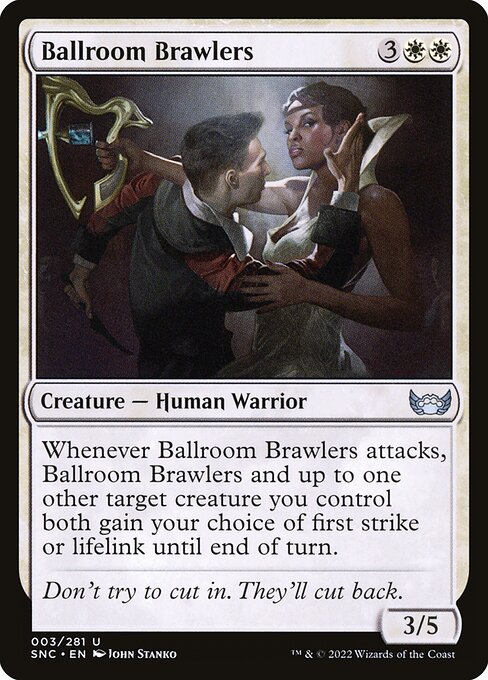 Ballroom Brawlers 3
Creature — Human Warrior
Whenever Ballroom Brawlers attacks,
Ballroom Brawlers and up to one
other target creature you control
both gain your choice of first strike
or lifelink until end of turn.
Don't try to cut in. They'll cut back.
3/5
003/281 U
SNC • EN John Stanko
™ & © 2022 Wizards of the Coast